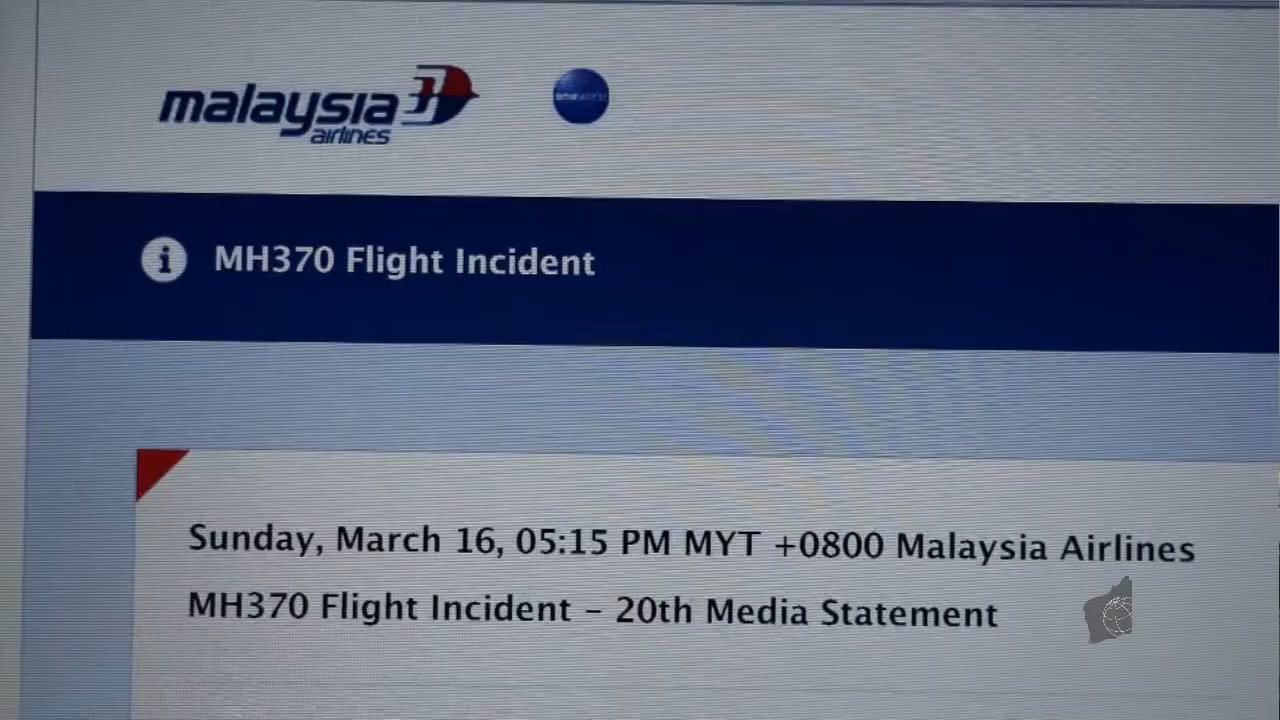 malaysia
airlines
oneworld
MH370 Flight Incident
Sunday, March 16, 05:15 PM MYT +0800 Malaysia Airlines
MH370 Flight Incident – 20th Media Statement